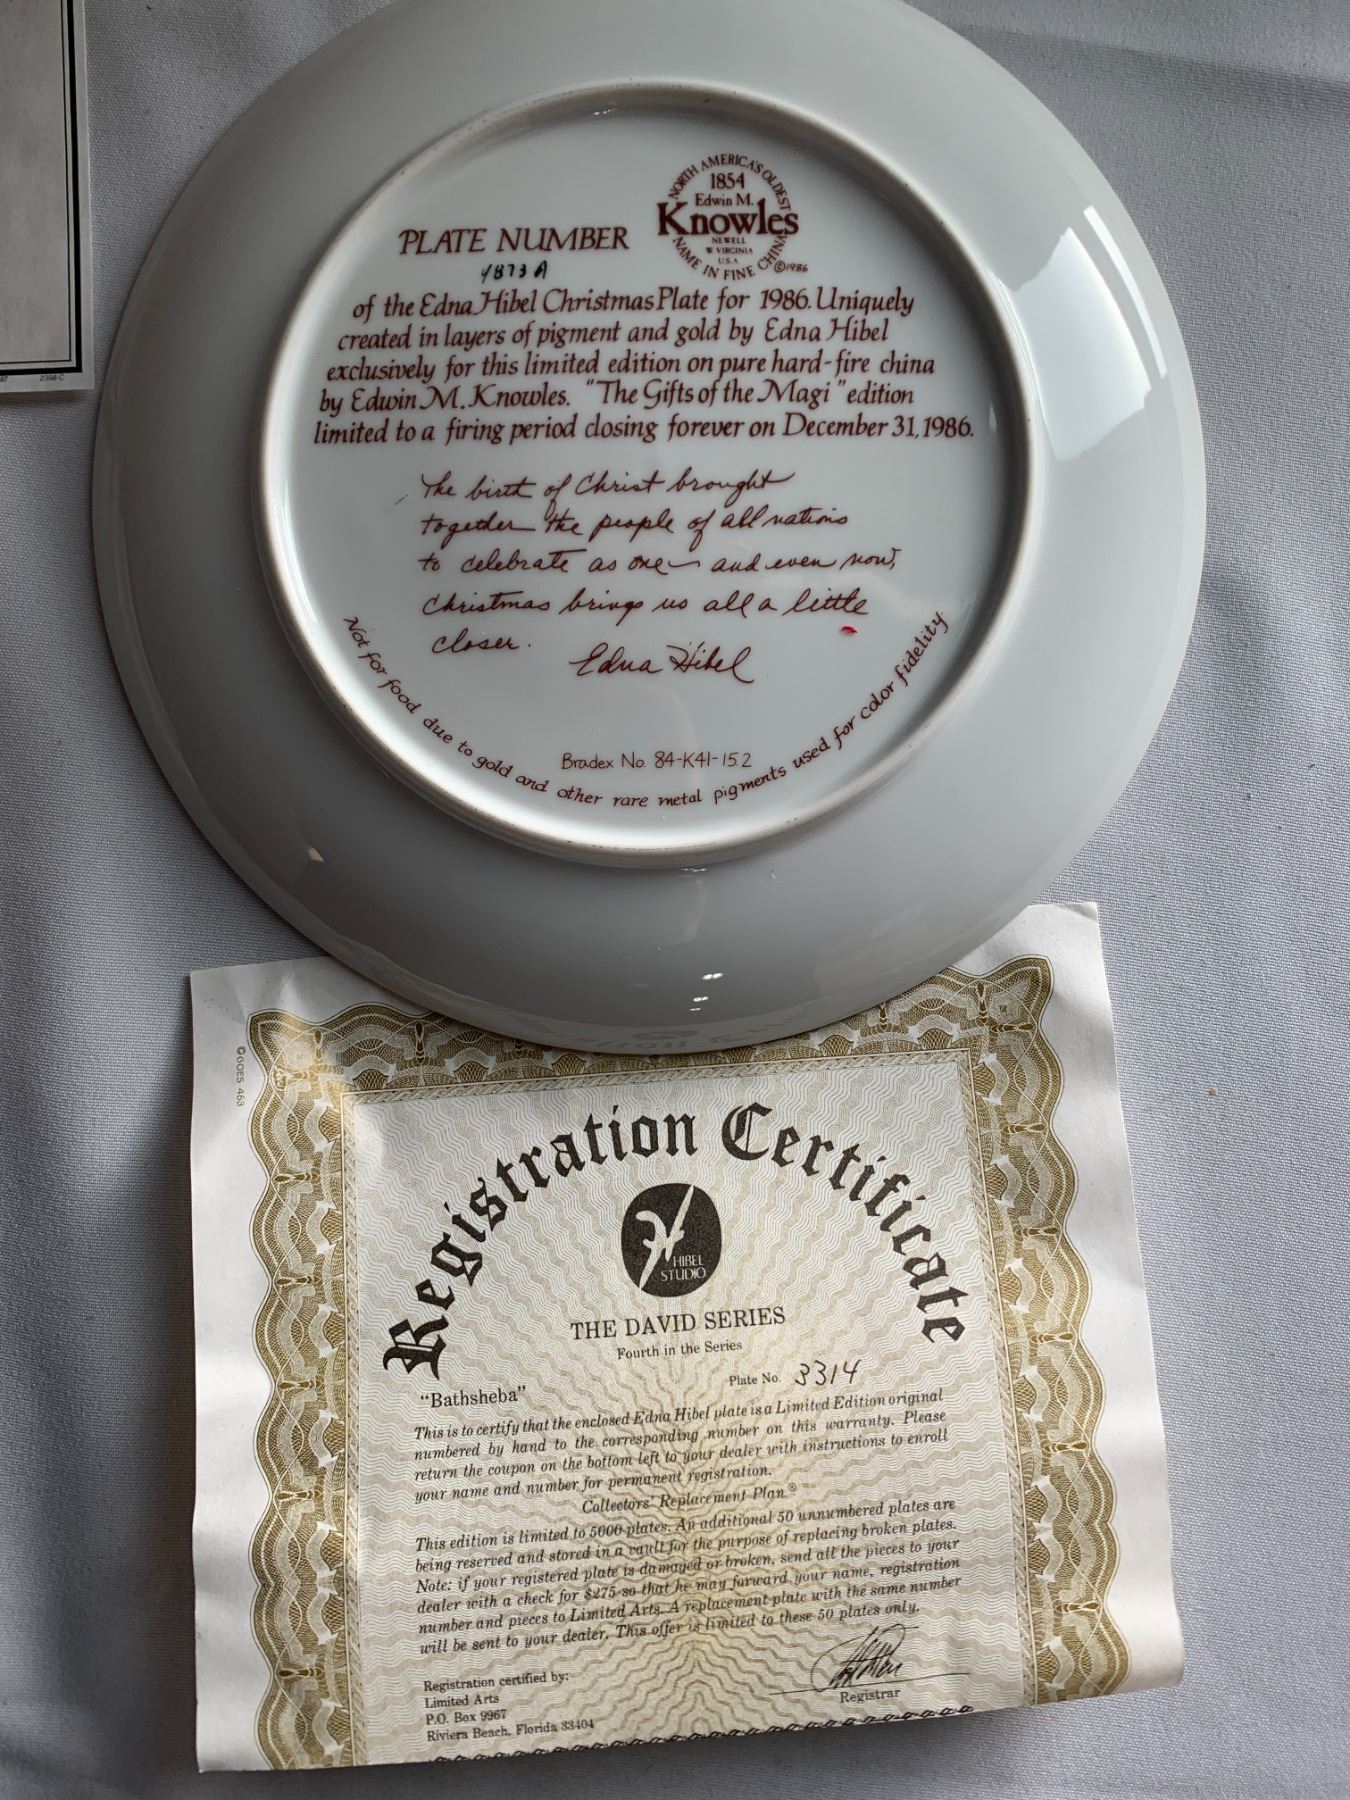 NORTH AMERICA'S OLDEST
1854
Edwin M.
Knowles
NEWELL
W VIRGINIA
U.S.A.
NAME IN FINE CHINA
©1986
PLATE NUMBER
4873 A
of the Edna Hibel Christmas Plate for 1986. Uniquely
created in layers of pigment and gold by Edna Hibel
exclusively for this limited edition on pure hard-fire china
by Edwin M. Knowles. "The Gifts of the Magi" edition
limited to a firing period closing forever on December 31, 1986.
The birth of Christ brought
together the people of all nations
to celebrate as one - and even now,
Christmas brings us all a little
closer.
Edna Hibel
Bradex No. 84-K41-15.2
Not for food due to gold and other rare metal pigments used for color fidelity
© GOES 463
Registration Certificate
HIBEL
STUDIO
THE DAVID SERIES
Fourth in the Series
Plate No. 3314
"Bathsheba"
This is to certify that the enclosed Edna Hibel plate is a Limited Edition original
numbered by hand to the corresponding number on this warranty. Please
return the coupon on the bottom left to your dealer with instructions to enroll
your name and number for permanent registration.
Collectors' Replacement Plan®
This edition is limited to 5000 plates. An additional 50 unnumbered plates are
being reserved and stored in a vault for the purpose of replacing broken plates.
Note: if your registered plate is damaged or broken, send all the pieces to your
dealer with a check for $275 so that he may forward your name, registration
number and pieces to Limited Arts. A replacement plate with the same number
will be sent to your dealer. This offer is limited to these 50 plates only.
Registration certified by:
Limited Arts
P.O. Box 9967
Riviera Beach, Florida 33404
Registrar